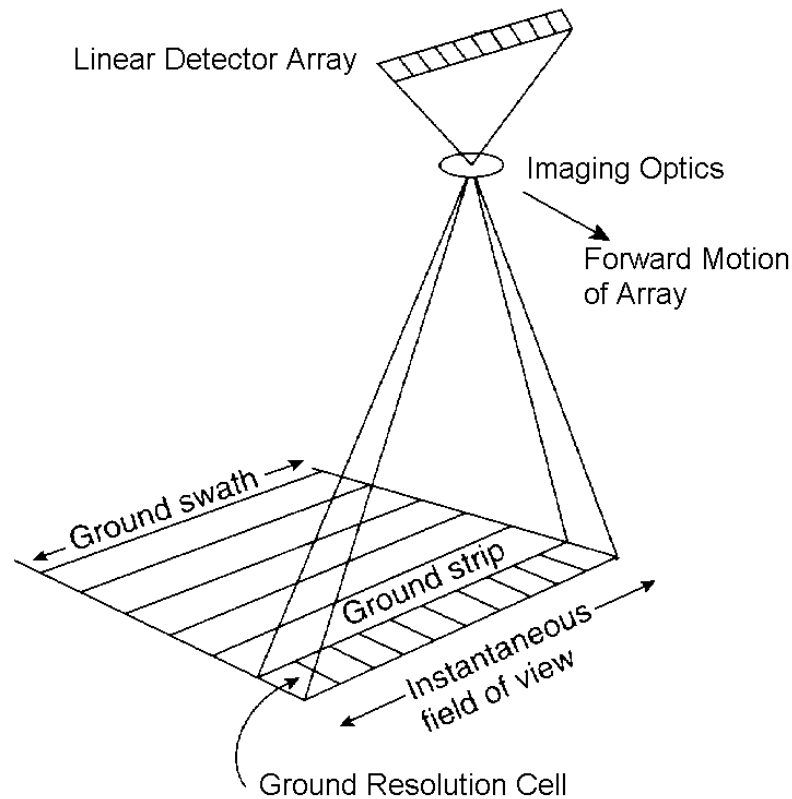 Linear Detector Array
Imaging Optics
Forward Motion
of Array
Ground swath
Ground strip
Instantaneous
field of view
Ground Resolution Cell